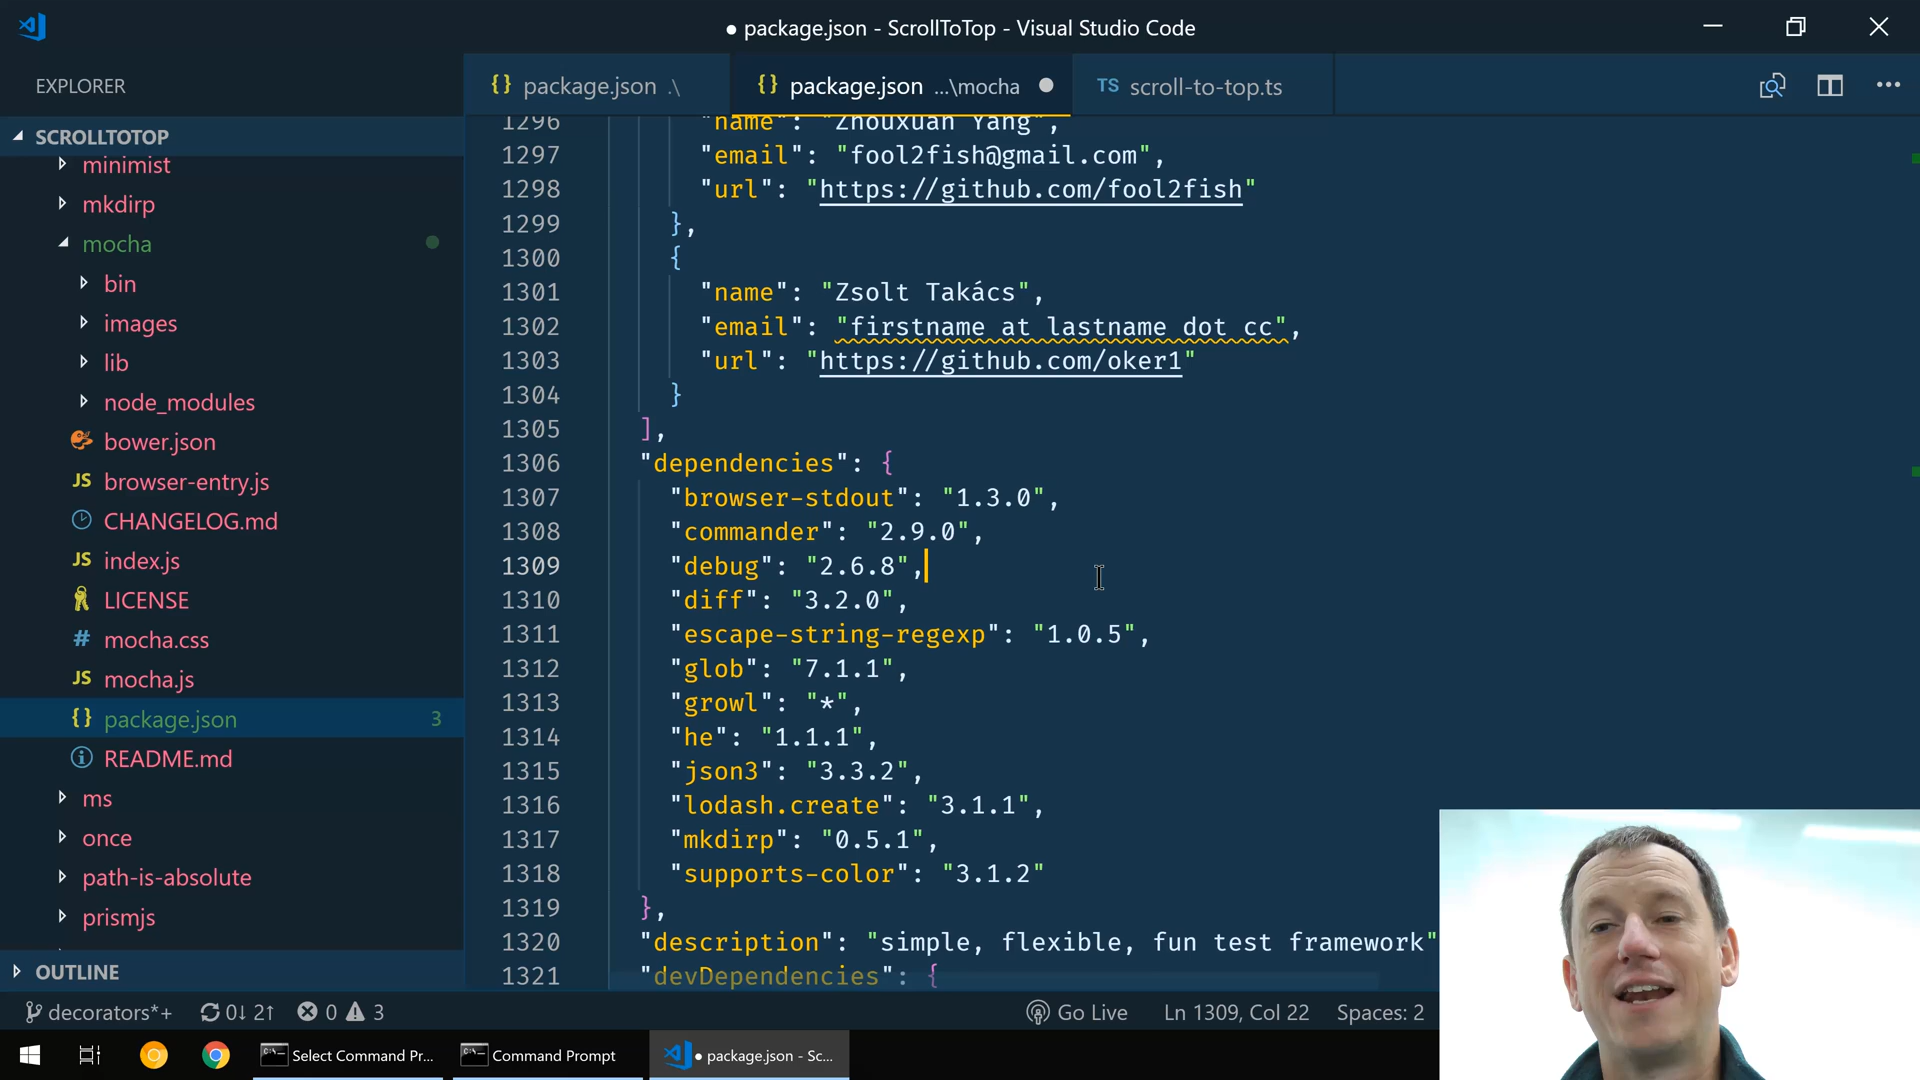 ● package.json - ScrollToTop - Visual Studio Code
EXPLORER
{} package.json .\
{} package.json ...\mocha
TS scroll-to-top.ts
SCROLLTOTOP
minimist
mkdirp
mocha
bin
images
lib
node_modules
bower.json
JS browser-entry.js
CHANGELOG.md
JS index.js
LICENSE
# mocha.css
JS mocha.js
{} package.json 3
README.md
ms
once
path-is-absolute
prismjs
OUTLINE
1296 "name": "Zhouxuan Yang",
1297 "email": "fool2fish@gmail.com",
1298 "url": "https://github.com/fool2fish"
1299 },
1300 {
1301 "name": "Zsolt Takács",
1302 "email": "firstname at lastname dot cc",
1303 "url": "https://github.com/oker1"
1304 }
1305 ],
1306 "dependencies": {
1307 "browser-stdout": "1.3.0",
1308 "commander": "2.9.0",
1309 "debug": "2.6.8",
1310 "diff": "3.2.0",
1311 "escape-string-regexp": "1.0.5",
1312 "glob": "7.1.1",
1313 "growl": "*",
1314 "he": "1.1.1",
1315 "json3": "3.3.2",
1316 "lodash.create": "3.1.1",
1317 "mkdirp": "0.5.1",
1318 "supports-color": "3.1.2"
1319 },
1320 "description": "simple, flexible, fun test framework"
1321 "devDependencies": {
decorators*+ 0↓ 2↑ 0 3
Go Live Ln 1309, Col 22 Spaces: 2
Select Command Pr...
Command Prompt
● package.json - Sc...